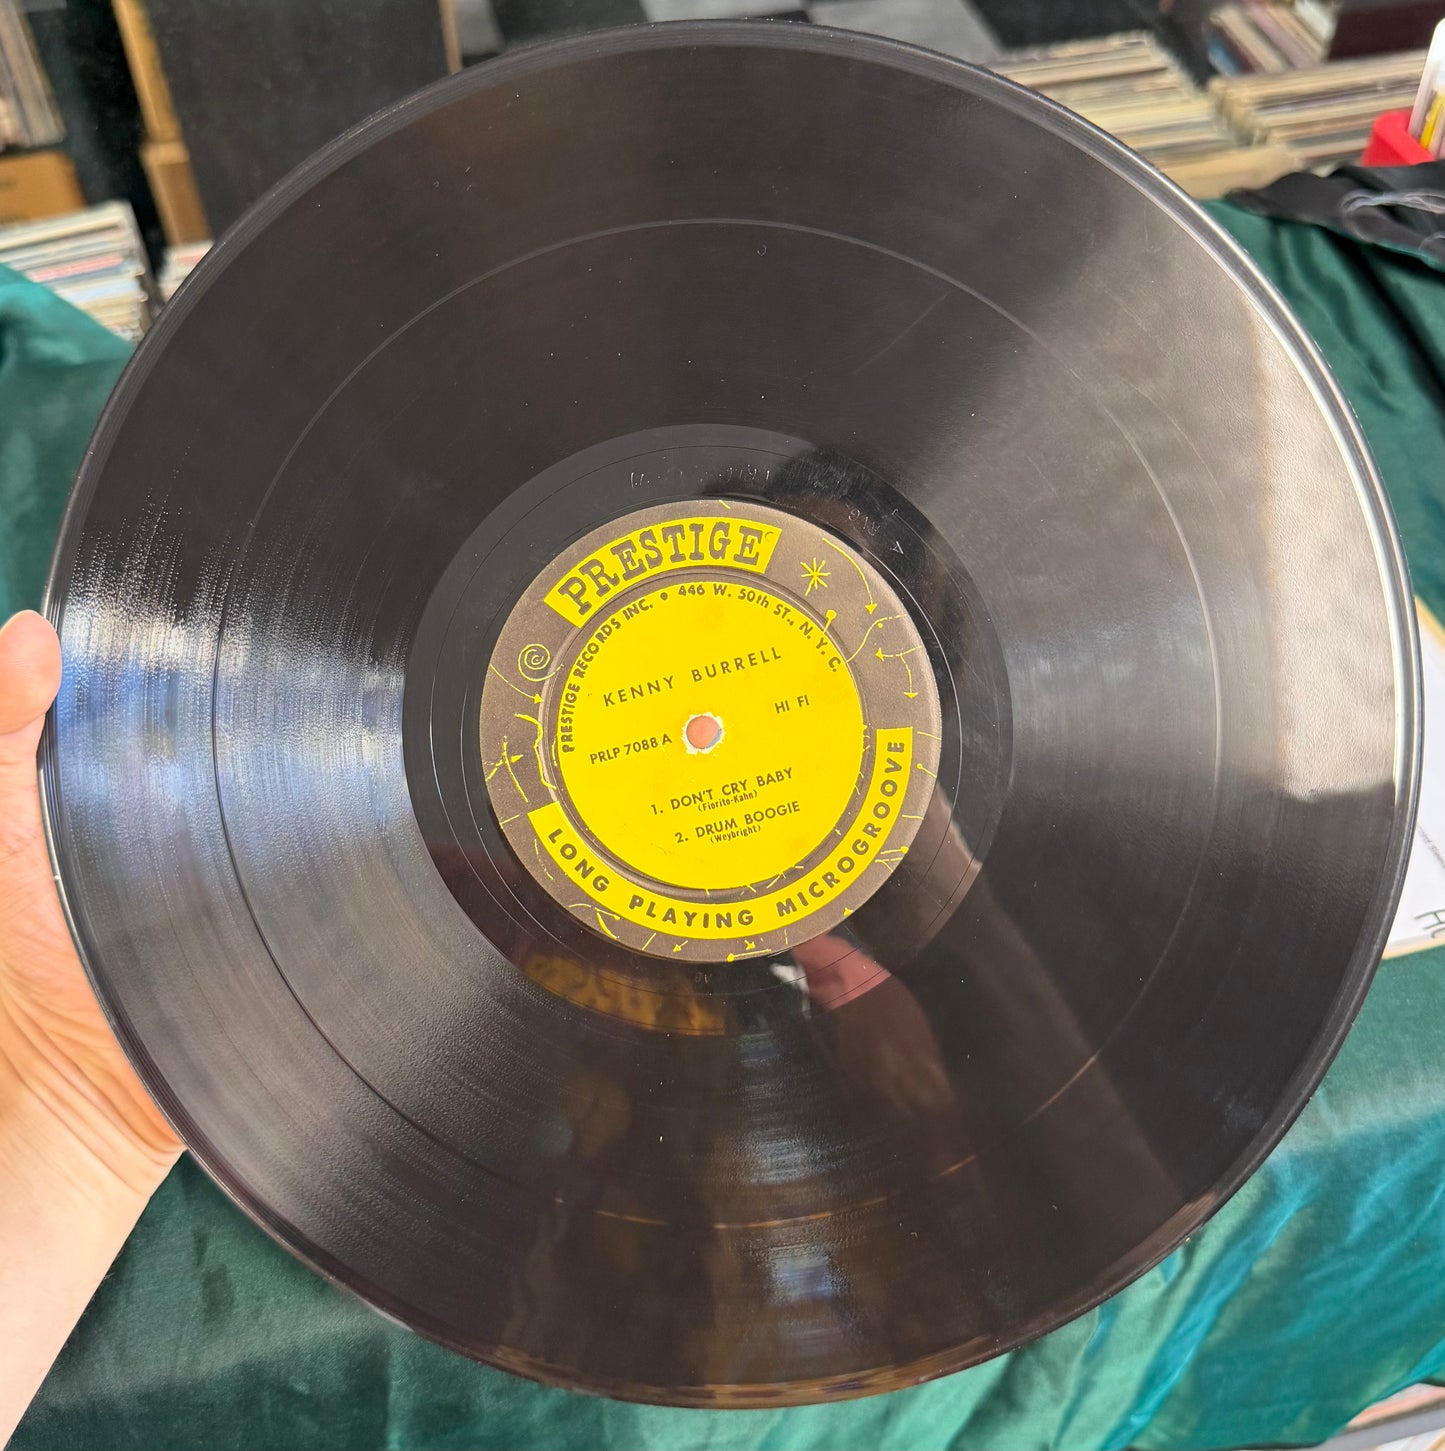 PRESTIGE
PRESTIGE RECORDS INC. • 446 W. 50th ST., N. Y. C.
KENNY BURRELL
HI FI
PRLP 7088 A
1. DON'T CRY BABY
(Fiorito-Kahn)
2. DRUM BOOGIE
(Weybright)
LONG PLAYING MICROGROOVE